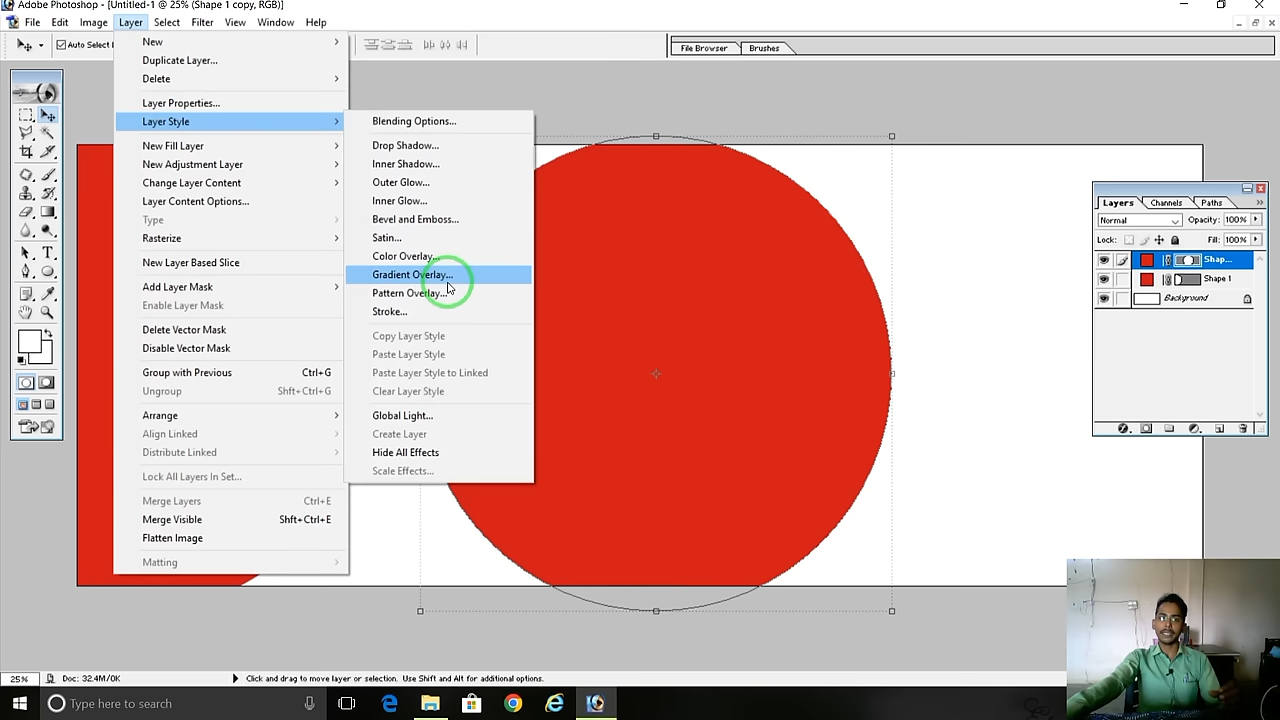 Adobe Photoshop - [Untitled-1 @ 25% (Shape 1 copy, RGB)]
File Edit Image Layer Select Filter View Window Help
Auto Select
File Browser Brushes
New
Duplicate Layer...
Delete
Layer Properties...
Layer Style
New Fill Layer
New Adjustment Layer
Change Layer Content
Layer Content Options...
Type
Rasterize
New Layer Based Slice
Add Layer Mask
Enable Layer Mask
Delete Vector Mask
Disable Vector Mask
Group with Previous Ctrl+G
Ungroup Shft+Ctrl+G
Arrange
Align Linked
Distribute Linked
Lock All Layers In Set...
Merge Layers Ctrl+E
Merge Visible Shft+Ctrl+E
Flatten Image
Matting
Blending Options...
Drop Shadow...
Inner Shadow...
Outer Glow...
Inner Glow...
Bevel and Emboss...
Satin...
Color Overlay...
Gradient Overlay...
Pattern Overlay...
Stroke...
Copy Layer Style
Paste Layer Style
Paste Layer Style to Linked
Clear Layer Style
Global Light...
Create Layer
Hide All Effects
Scale Effects...
Layers Channels Paths
Normal Opacity: 100%
Lock: Fill: 100%
Shap...
Shape 1
Background
25% Doc: 32.4M/0K Click and drag to move layer or selection. Use Shift and Alt for additional options.
Type here to search